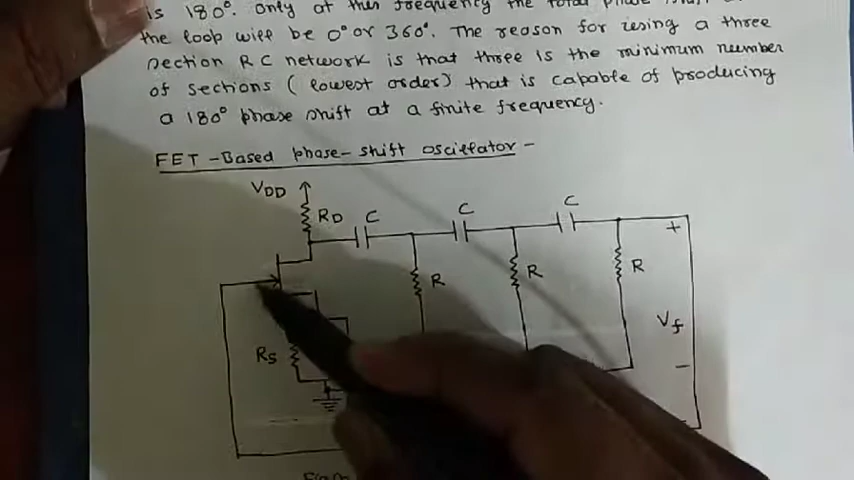 is 180°. Only at this frequency the total phase shift
the loop will be 0° or 360°. The reason for using a three
section RC network is that three is the minimum number
of sections (lowest order) that is capable of producing
a 180° phase shift at a finite frequency.
FET-Based phase-shift oscillator -
VDD
RD C C C
R R R
+
Vf
-
RS